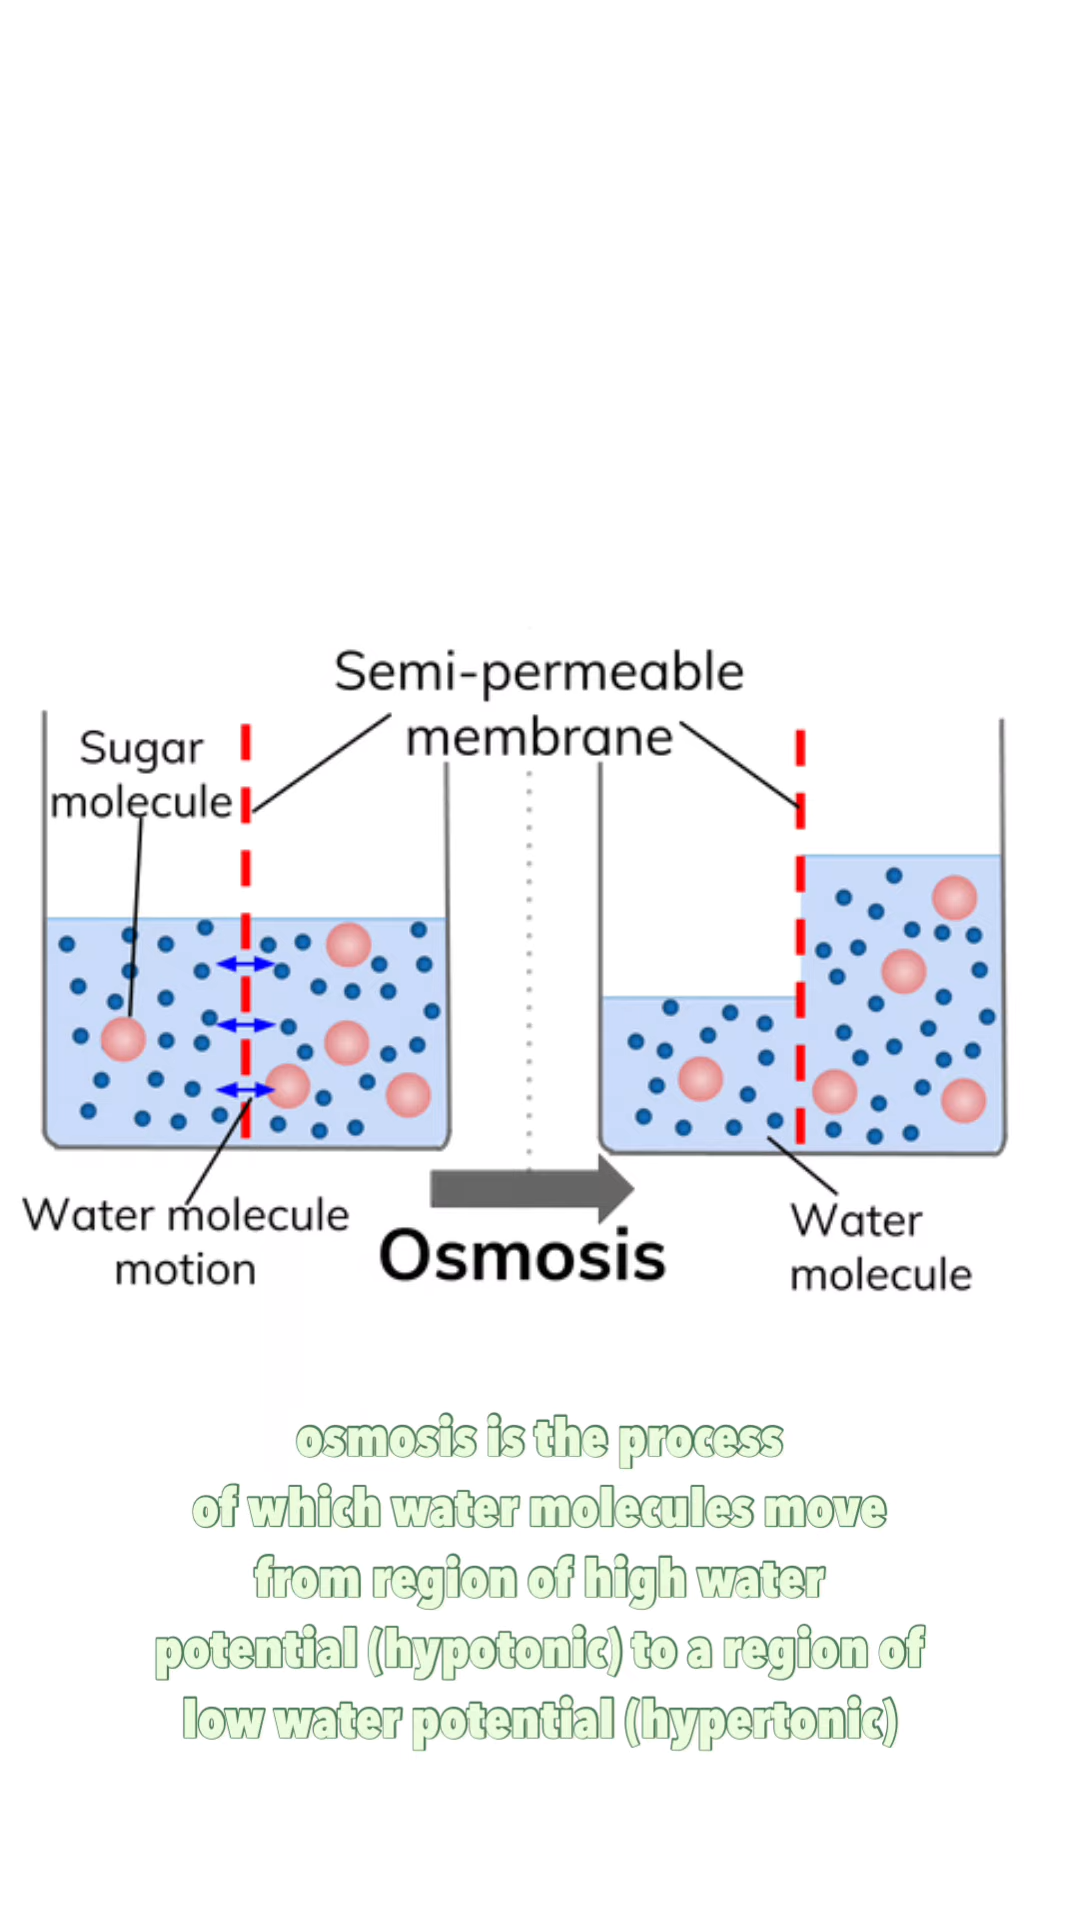 Semi-permeable
membrane
Sugar
molecule
Water molecule
motion
Osmosis
Water
molecule
osmosis is the process
of which water molecules move
from region of high water
potential (hypotonic) to a region of
low water potential (hypertonic)